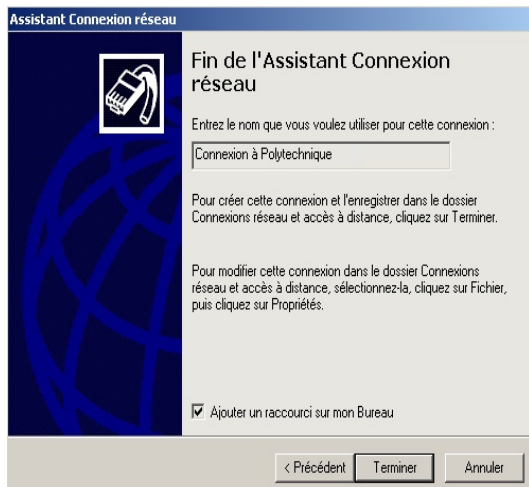 Assistant Connexion réseau
Fin de l'Assistant Connexion
réseau
Entrez le nom que vous voulez utiliser pour cette connexion :
Connexion à Polytechnique
Pour créer cette connexion et l'enregistrer dans le dossier
Connexions réseau et accès à distance, cliquez sur Terminer.
Pour modifier cette connexion dans le dossier Connexions
réseau et accès à distance, sélectionnez-la, cliquez sur Fichier,
puis cliquez sur Propriétés.
Ajouter un raccourci sur mon Bureau
< Précédent Terminer Annuler